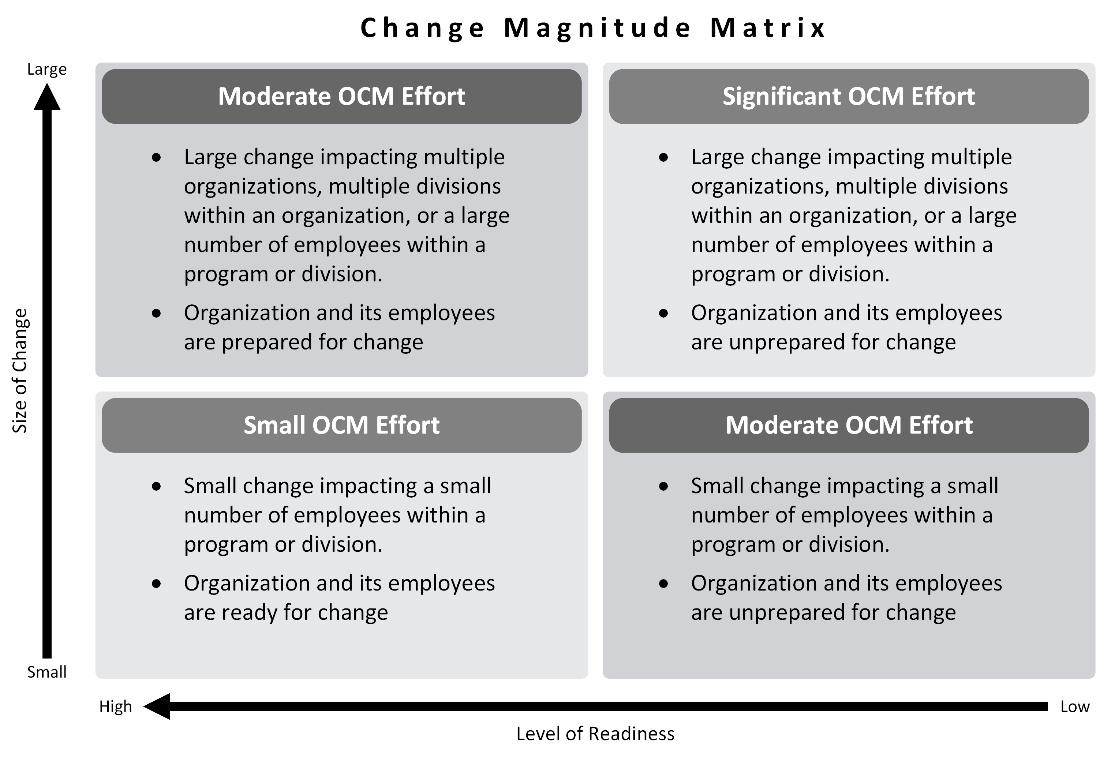 Change Magnitude Matrix
Large
Moderate OCM Effort
• Large change impacting multiple
organizations, multiple divisions
within an organization, or a large
number of employees within a
program or division.
• Organization and its employees
are prepared for change
Significant OCM Effort
• Large change impacting multiple
organizations, multiple divisions
within an organization, or a large
number of employees within a
program or division.
• Organization and its employees
are unprepared for change
Size of Change
Small OCM Effort
• Small change impacting a small
number of employees within a
program or division.
• Organization and its employees
are ready for change
Moderate OCM Effort
• Small change impacting a small
number of employees within a
program or division.
• Organization and its employees
are unprepared for change
Small
High
Low
Level of Readiness